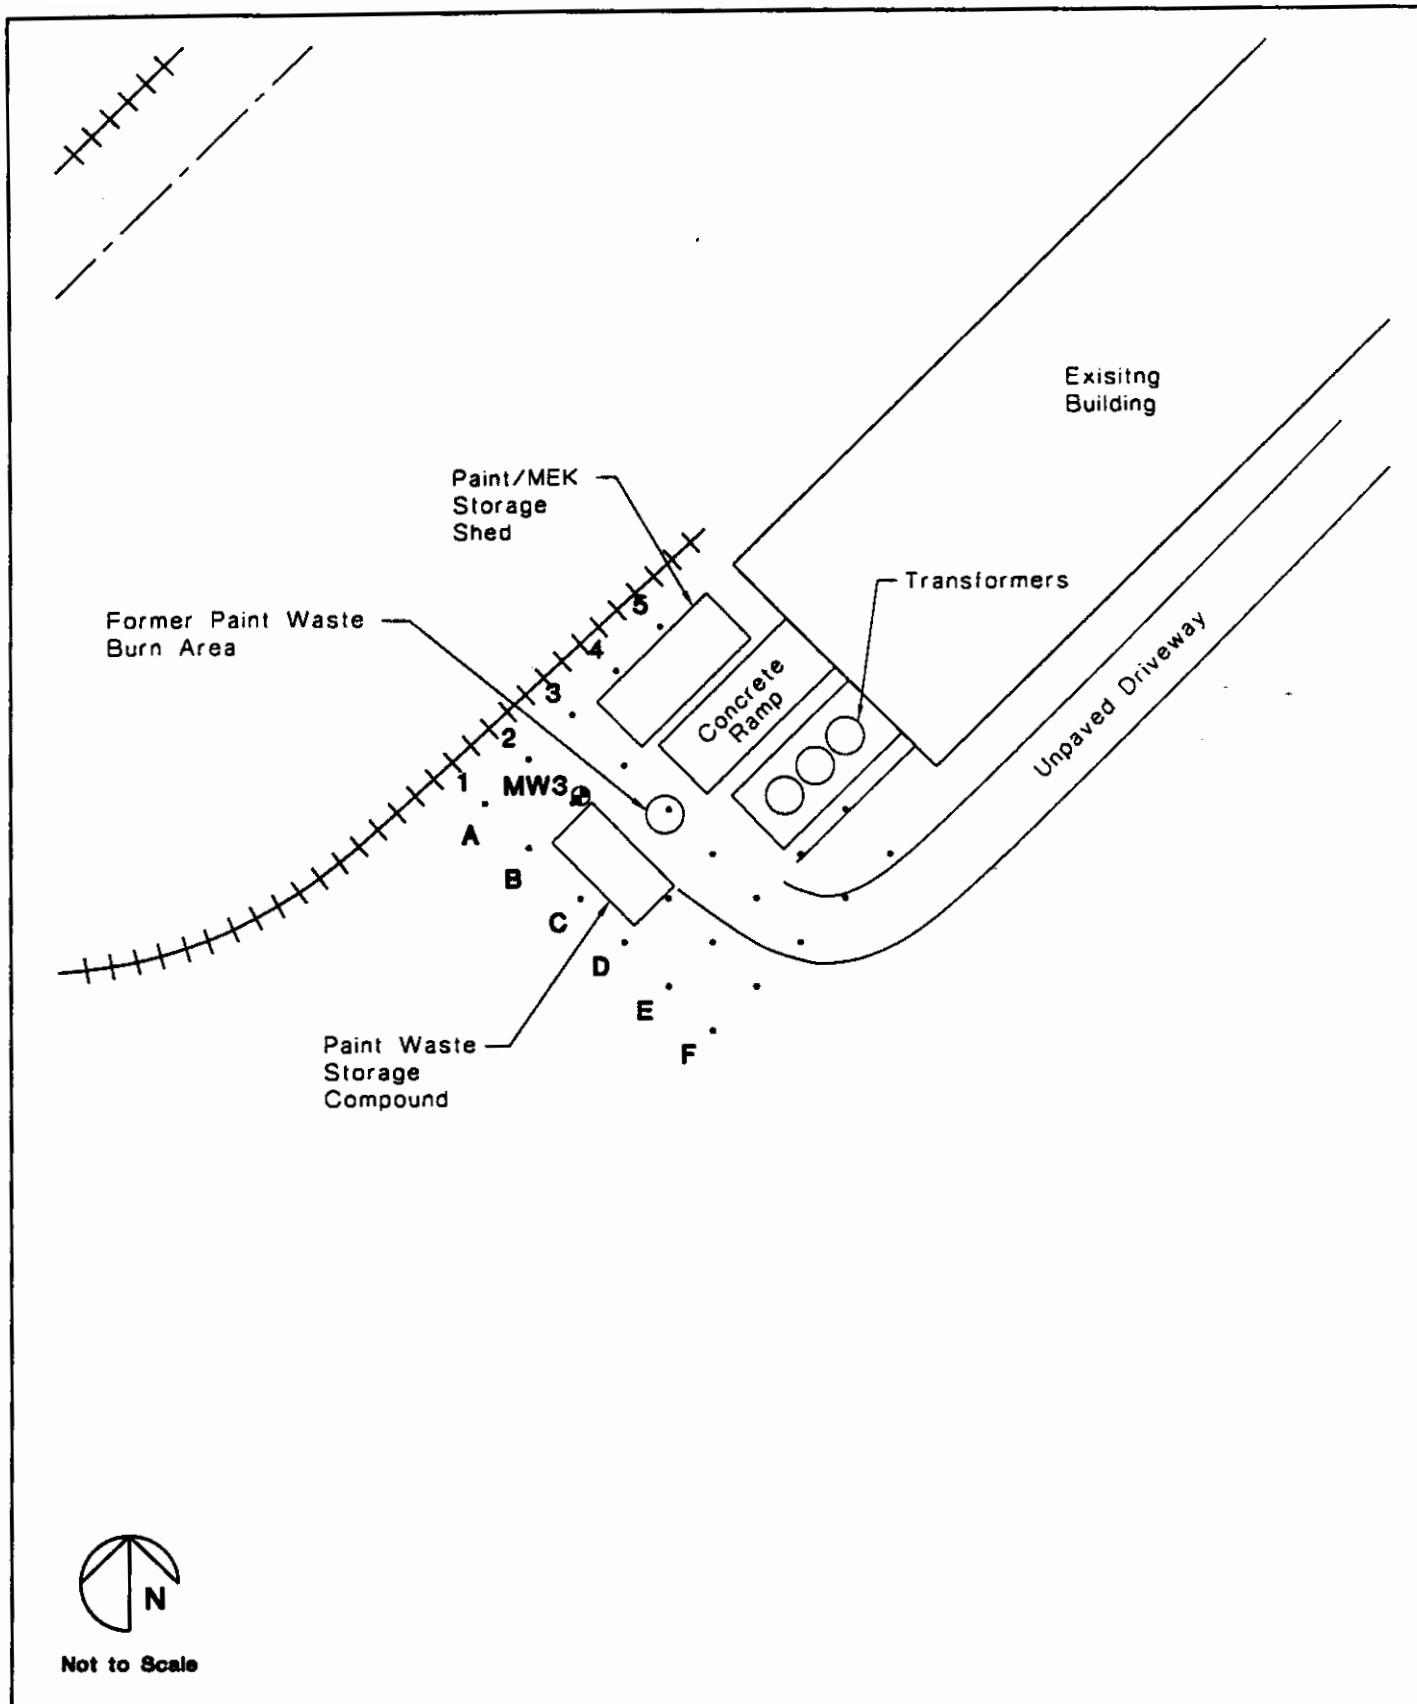 Exisitng
Building
Paint/MEK
Storage
Shed
Transformers
Former Paint Waste
Burn Area
5
4
3
2
1
Concrete
Ramp
Unpaved Driveway
MW3
A
B
C
D
E
F
Paint Waste
Storage
Compound
N
Not to Scale